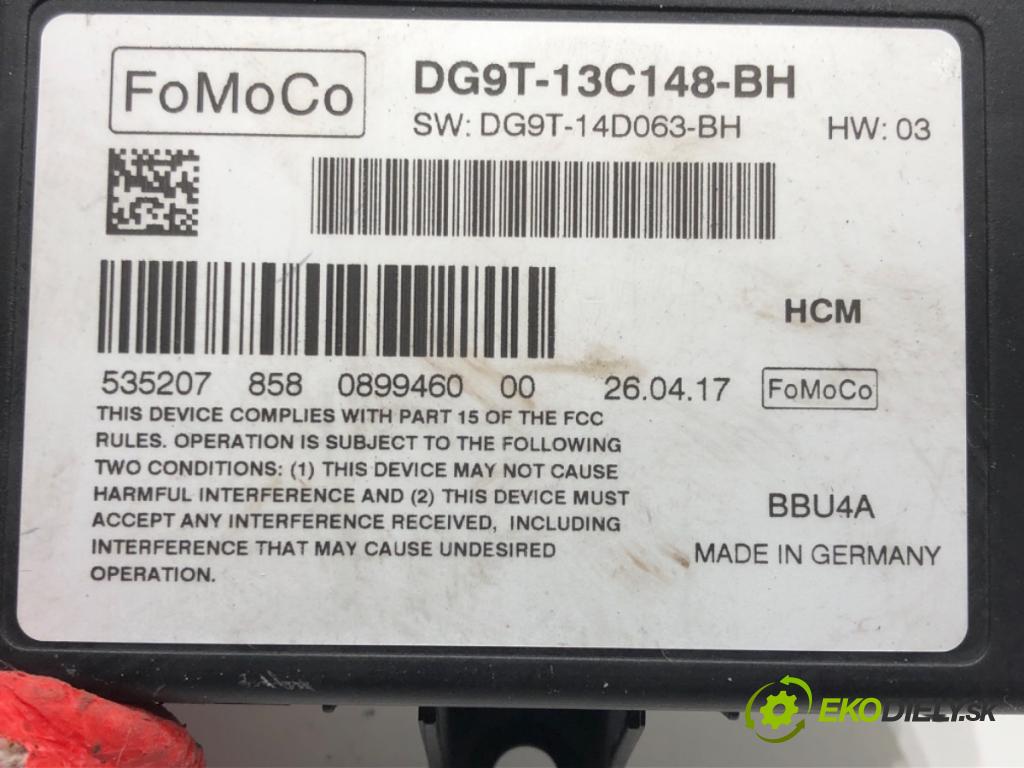 FoMoCo
DG9T-13C148-BH
SW: DG9T-14D063-BH HW: 03
HCM
535207 858 0899460 00 26.04.17 FoMoCo
THIS DEVICE COMPLIES WITH PART 15 OF THE FCC
RULES. OPERATION IS SUBJECT TO THE FOLLOWING
TWO CONDITIONS: (1) THIS DEVICE MAY NOT CAUSE
HARMFUL INTERFERENCE AND (2) THIS DEVICE MUST
ACCEPT ANY INTERFERENCE RECEIVED, INCLUDING
INTERFERENCE THAT MAY CAUSE UNDESIRED
OPERATION.
BBU4A
MADE IN GERMANY
EKODIELY.SK